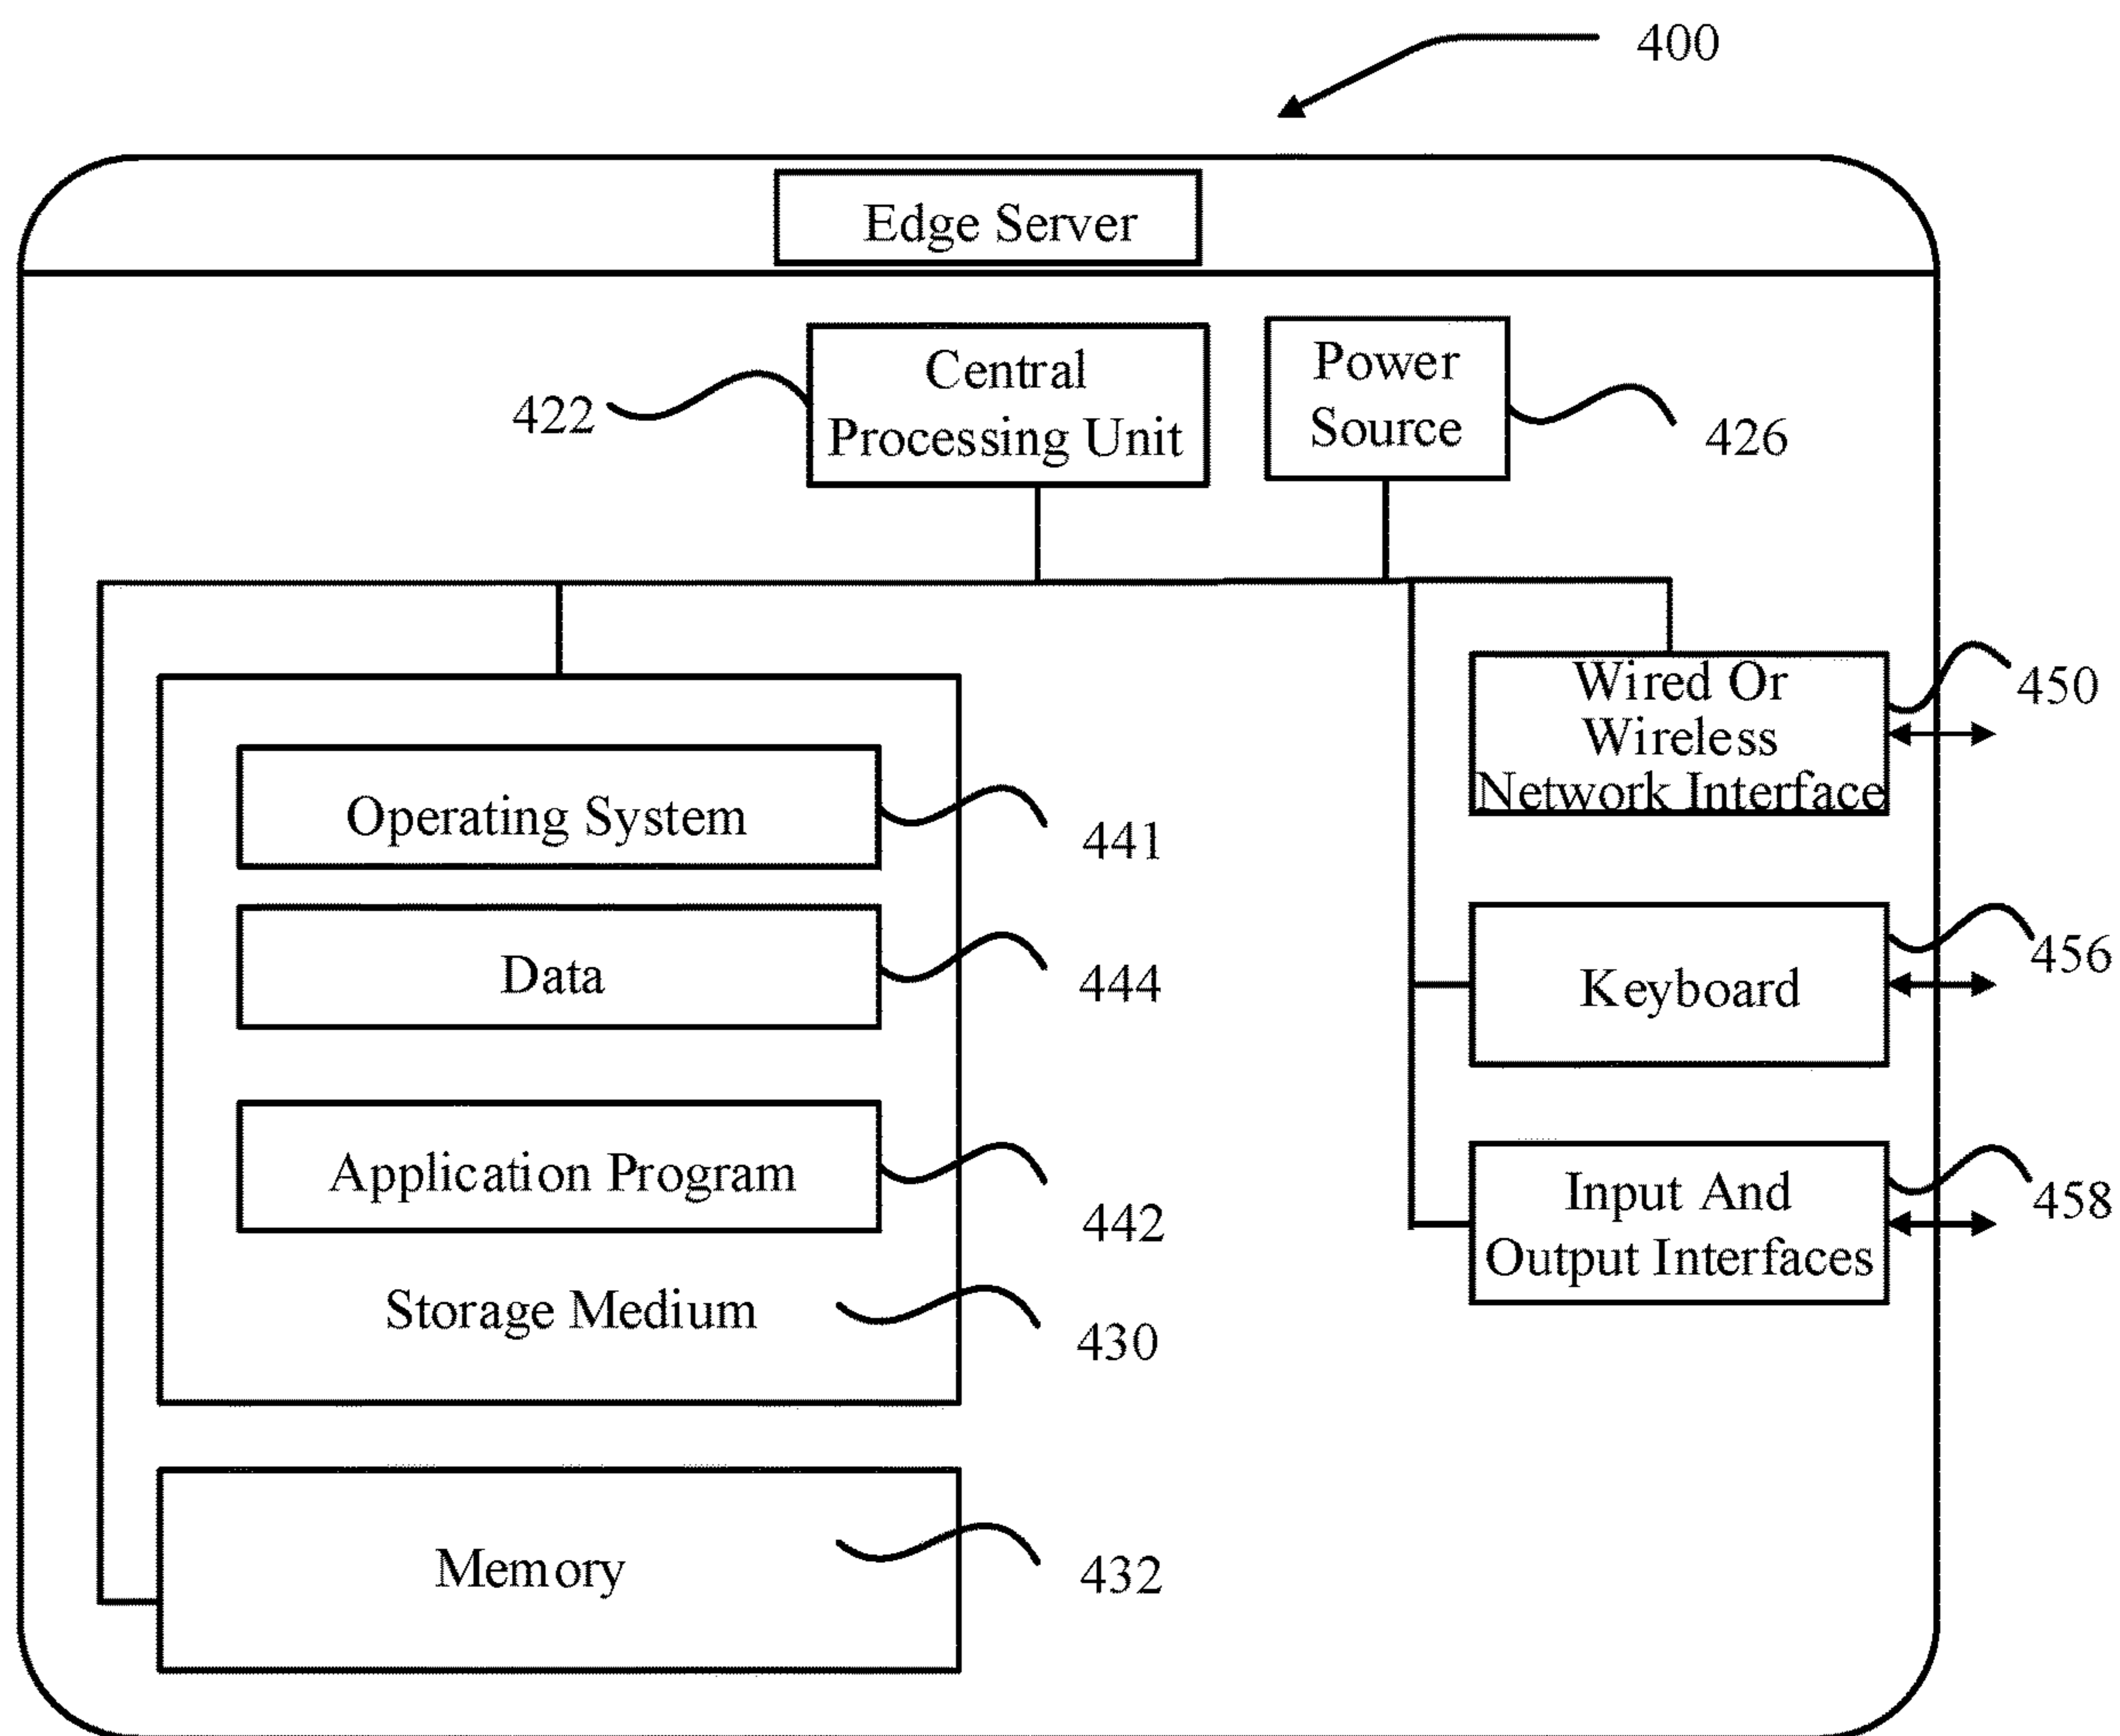 400
Edge Server
Central
Processing Unit
422
Power
Source
426
Wired Or
Wireless
Network Interface
450
Operating System
441
Data
444
Keyboard
456
Application Program
442
Input And
Output Interfaces
458
Storage Medium
430
Memory
432